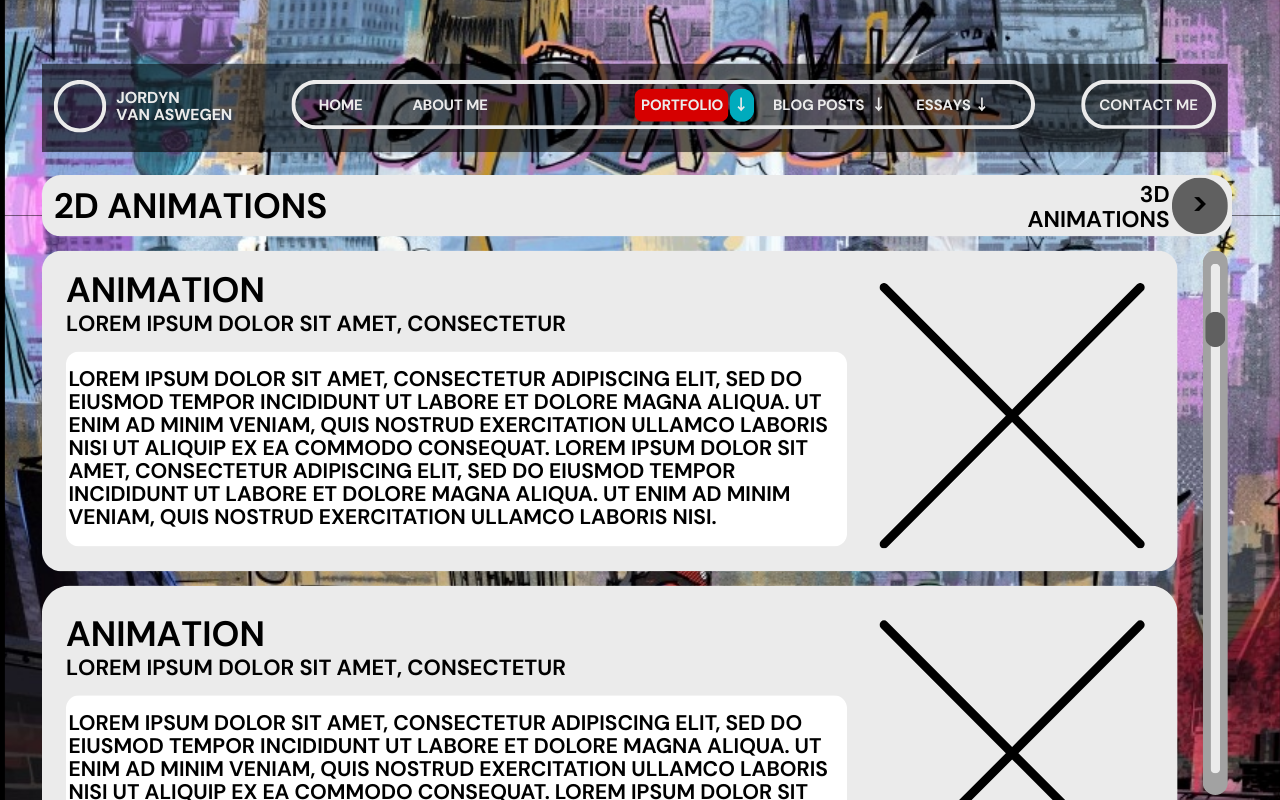 JORDYN
VAN ASWEGEN
HOME
ABOUT ME
PORTFOLIO ↓
BLOG POSTS ↓
ESSAYS ↓
CONTACT ME
2D ANIMATIONS
3D
ANIMATIONS
>
ANIMATION
LOREM IPSUM DOLOR SIT AMET, CONSECTETUR
LOREM IPSUM DOLOR SIT AMET, CONSECTETUR ADIPISCING ELIT, SED DO
EIUSMOD TEMPOR INCIDIDUNT UT LABORE ET DOLORE MAGNA ALIQUA. UT
ENIM AD MINIM VENIAM, QUIS NOSTRUD EXERCITATION ULLAMCO LABORIS
NISI UT ALIQUIP EX EA COMMODO CONSEQUAT. LOREM IPSUM DOLOR SIT
AMET, CONSECTETUR ADIPISCING ELIT, SED DO EIUSMOD TEMPOR
INCIDIDUNT UT LABORE ET DOLORE MAGNA ALIQUA. UT ENIM AD MINIM
VENIAM, QUIS NOSTRUD EXERCITATION ULLAMCO LABORIS NISI.
ANIMATION
LOREM IPSUM DOLOR SIT AMET, CONSECTETUR
LOREM IPSUM DOLOR SIT AMET, CONSECTETUR ADIPISCING ELIT, SED DO
EIUSMOD TEMPOR INCIDIDUNT UT LABORE ET DOLORE MAGNA ALIQUA. UT
ENIM AD MINIM VENIAM, QUIS NOSTRUD EXERCITATION ULLAMCO LABORIS
NISI UT ALIQUIP EX EA COMMODO CONSEQUAT. LOREM IPSUM DOLOR SIT